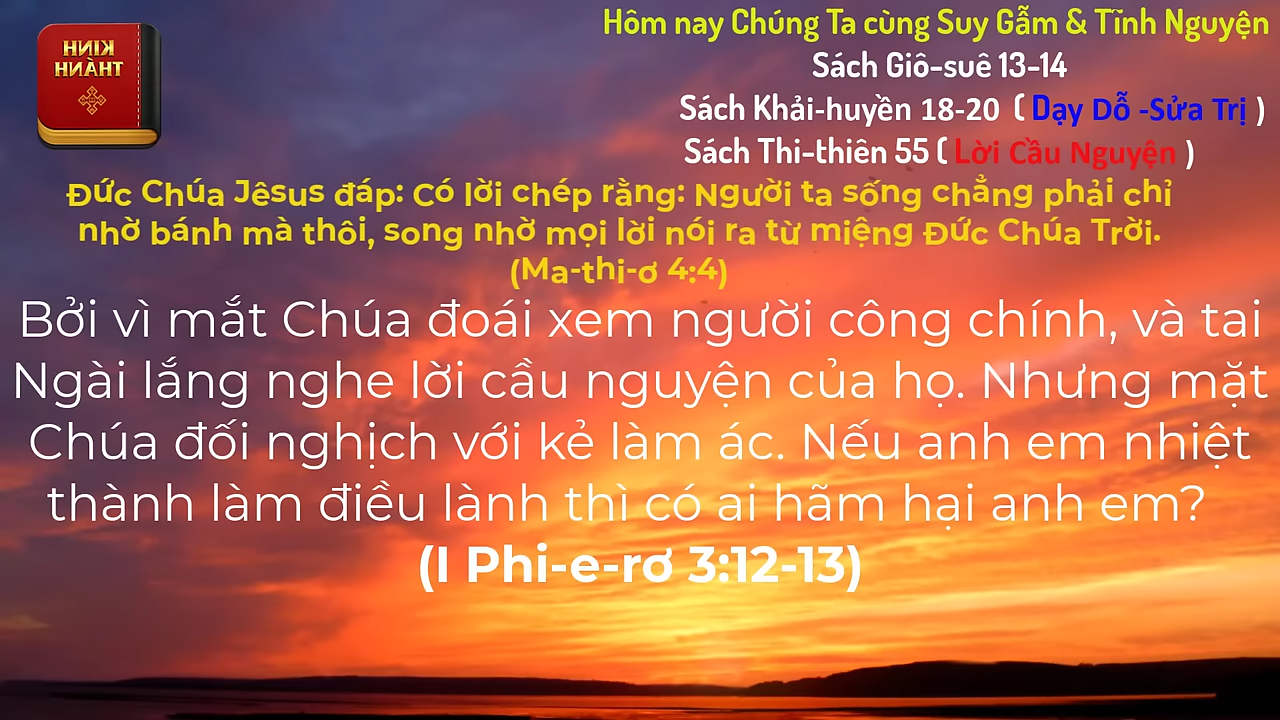 KINH
THÀNH
Hôm nay Chúng Ta cùng Suy Gẫm & Tĩnh Nguyện
Sách Giô-suê 13-14
Sách Khải-huyền 18-20 ( Dạy Dỗ -Sửa Trị )
Sách Thi-thiên 55 ( Lời Cầu Nguyện )
Đức Chúa Jêsus đáp: Có lời chép rằng: Người ta sống chẳng phải chỉ
nhờ bánh mà thôi, song nhờ mọi lời nói ra từ miệng Đức Chúa Trời.
(Ma-thi-ơ 4:4)
Bởi vì mắt Chúa đoái xem người công chính, và tai
Ngài lắng nghe lời cầu nguyện của họ. Nhưng mặt
Chúa đối nghịch với kẻ làm ác. Nếu anh em nhiệt
thành làm điều lành thì có ai hãm hại anh em?
(I Phi-e-rơ 3:12-13)